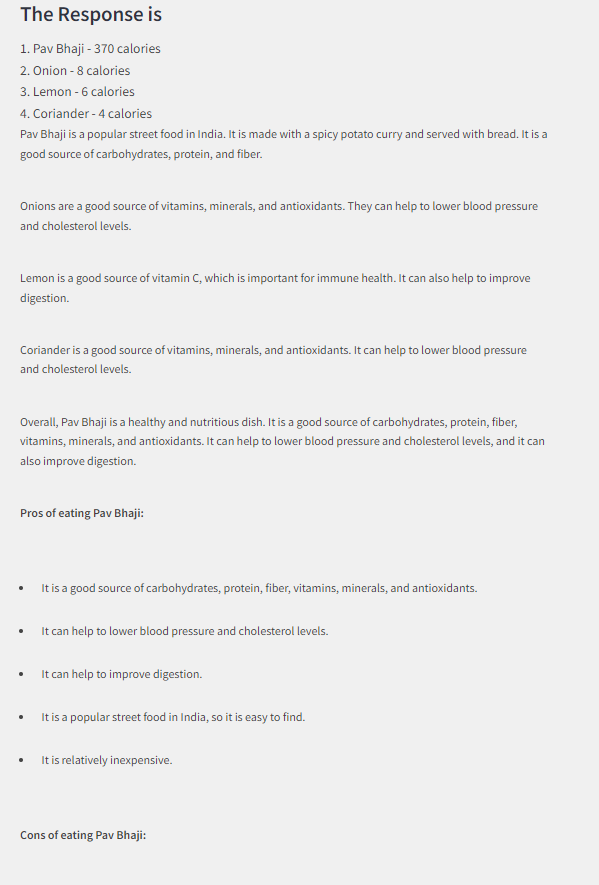 The Response is
1. Pav Bhaji - 370 calories
2. Onion - 8 calories
3. Lemon - 6 calories
4. Coriander - 4 calories
Pav Bhaji is a popular street food in India. It is made with a spicy potato curry and served with bread. It is a
good source of carbohydrates, protein, and fiber.
Onions are a good source of vitamins, minerals, and antioxidants. They can help to lower blood pressure
and cholesterol levels.
Lemon is a good source of vitamin C, which is important for immune health. It can also help to improve
digestion.
Coriander is a good source of vitamins, minerals, and antioxidants. It can help to lower blood pressure
and cholesterol levels.
Overall, Pav Bhaji is a healthy and nutritious dish. It is a good source of carbohydrates, protein, fiber,
vitamins, minerals, and antioxidants. It can help to lower blood pressure and cholesterol levels, and it can
also improve digestion.
Pros of eating Pav Bhaji:
• It is a good source of carbohydrates, protein, fiber, vitamins, minerals, and antioxidants.
• It can help to lower blood pressure and cholesterol levels.
• It can help to improve digestion.
• It is a popular street food in India, so it is easy to find.
• It is relatively inexpensive.
Cons of eating Pav Bhaji: